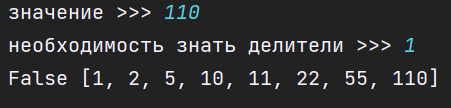 значение >>> 110
необходимость знать делители >>> 1
False [1, 2, 5, 10, 11, 22, 55, 110]